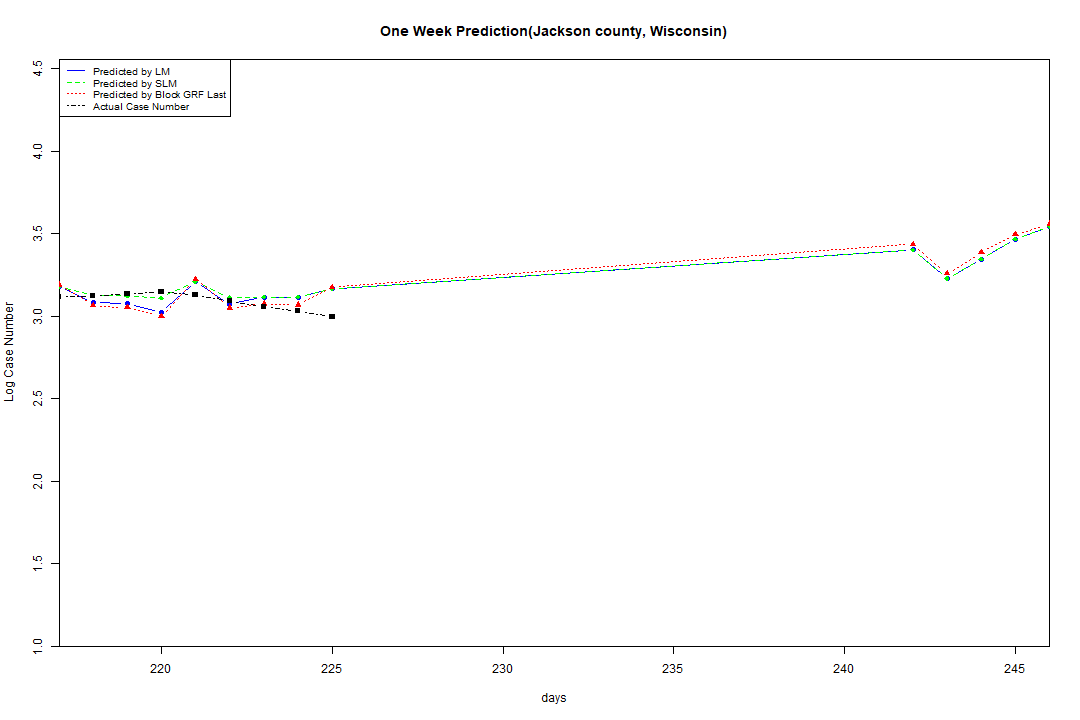 One Week Prediction(Jackson county, Wisconsin)
Predicted by LM
Predicted by SLM
Predicted by Block GRF Last
Actual Case Number
Log Case Number
4.5
4.0
3.5
3.0
2.5
2.0
1.5
1.0
220
225
230
235
240
245
days